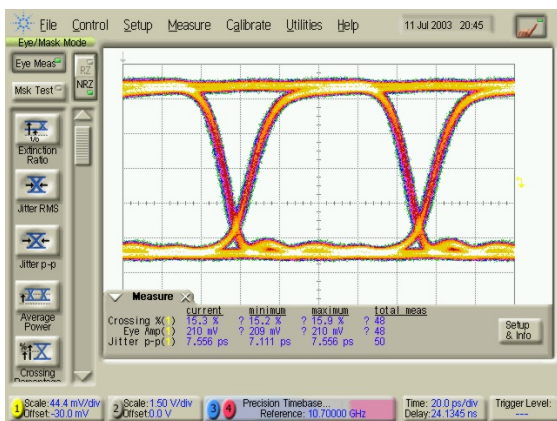 File Control Setup Measure Calibrate Utilities Help 11 Jul 2003 20:45
Eye/Mask Mode
Eye Meas
RZ
NRZ
Msk Test
Extinction Ratio
Jitter RMS
Jitter p-p
Average Power
Crossing Percentage
Measure
current minimum maximum total meas
Crossing %(1) 15.3 % ? 15.2 % ? 15.9 % ? 48
Eye Amp(1) 210 mV ? 209 mV ? 210 mV ? 48
Jitter p-p(1) 7.556 ps 7.111 ps 7.556 ps 50
Setup & Info
1 Scale:44.4 mV/div Offset:-30.0 mV
2 Scale:1.50 V/div Offset:0.0 V
3 4 Precision Timebase... Reference: 10.70000 GHz
Time: 20.0 ps/div Delay:24.1345 ns
Trigger Level: ---